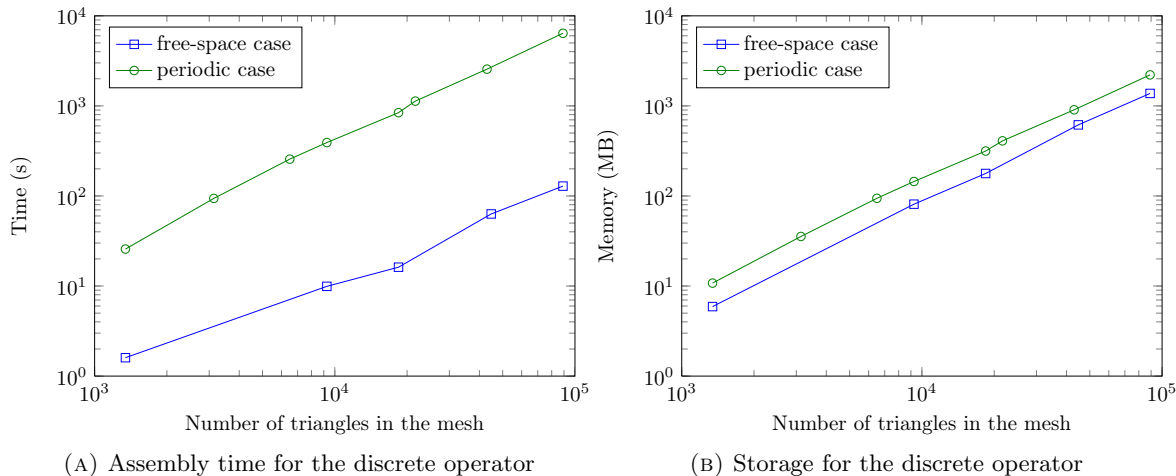 10^4
10^3
10^2
10^1
10^0
Time (s)
free-space case
periodic case
10^3
10^4
10^5
Number of triangles in the mesh
(A) Assembly time for the discrete operator
10^4
10^3
10^2
10^1
10^0
Memory (MB)
free-space case
periodic case
10^3
10^4
10^5
Number of triangles in the mesh
(B) Storage for the discrete operator